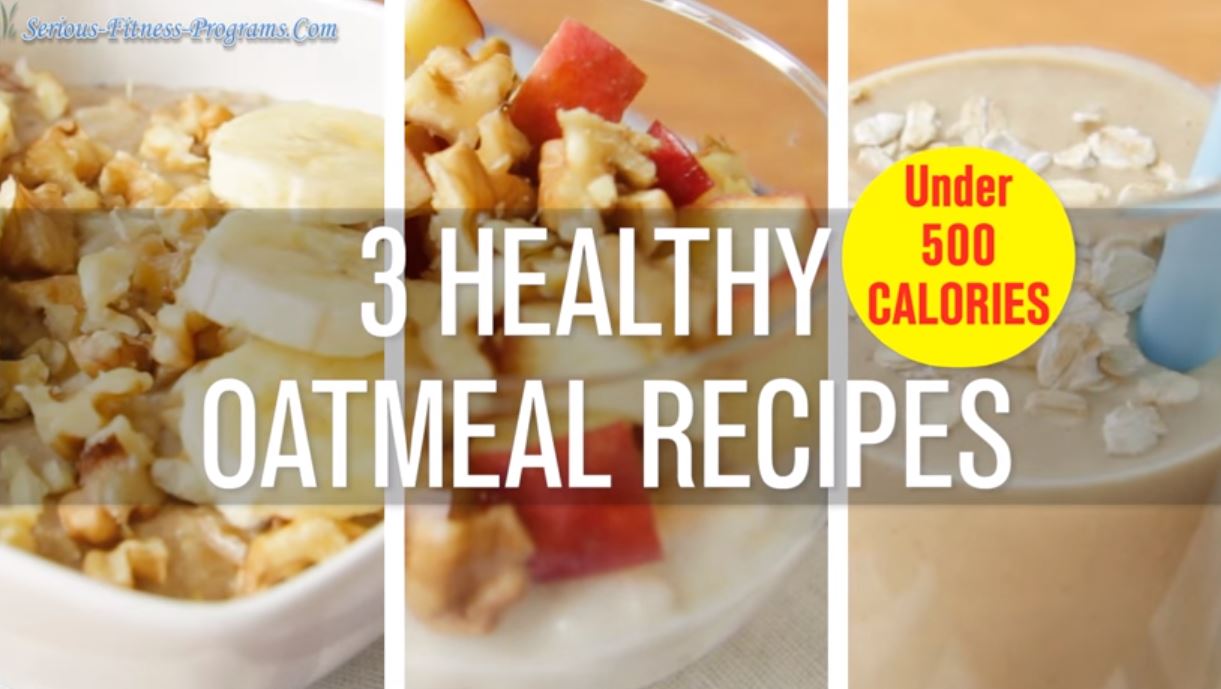 Serious-Fitness-Programs.Com
3 HEALTHY
OATMEAL RECIPES
Under
500
CALORIES